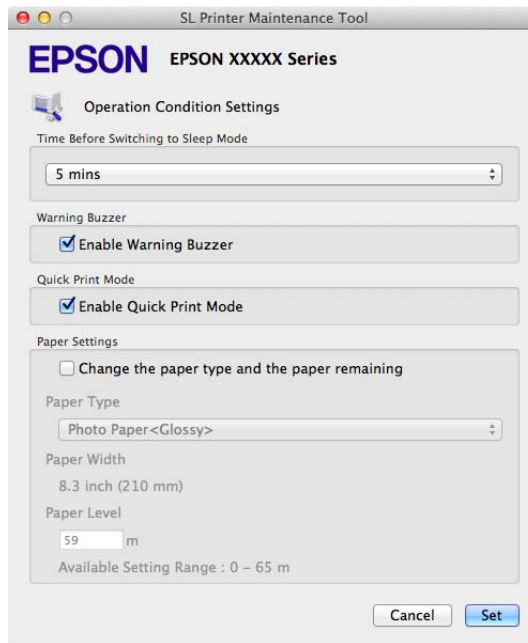 SL Printer Maintenance Tool
EPSON EPSON XXXXX Series
Operation Condition Settings
Time Before Switching to Sleep Mode
5 mins
Warning Buzzer
Enable Warning Buzzer
Quick Print Mode
Enable Quick Print Mode
Paper Settings
Change the paper type and the paper remaining
Paper Type
Photo Paper<Glossy>
Paper Width
8.3 inch (210 mm)
Paper Level
59 m
Available Setting Range : 0 – 65 m
Cancel Set